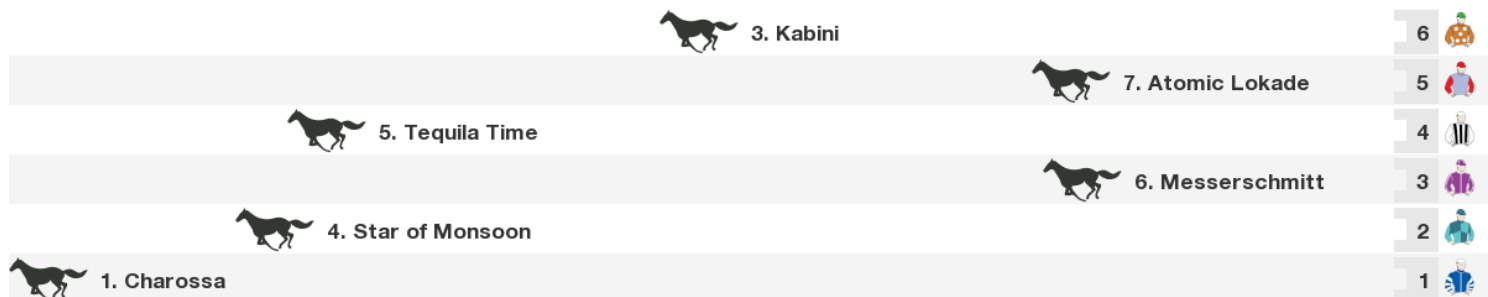 3. Kabini 6
7. Atomic Lokade 5
5. Tequila Time 4
6. Messerschmitt 3
4. Star of Monsoon 2
1. Charossa 1